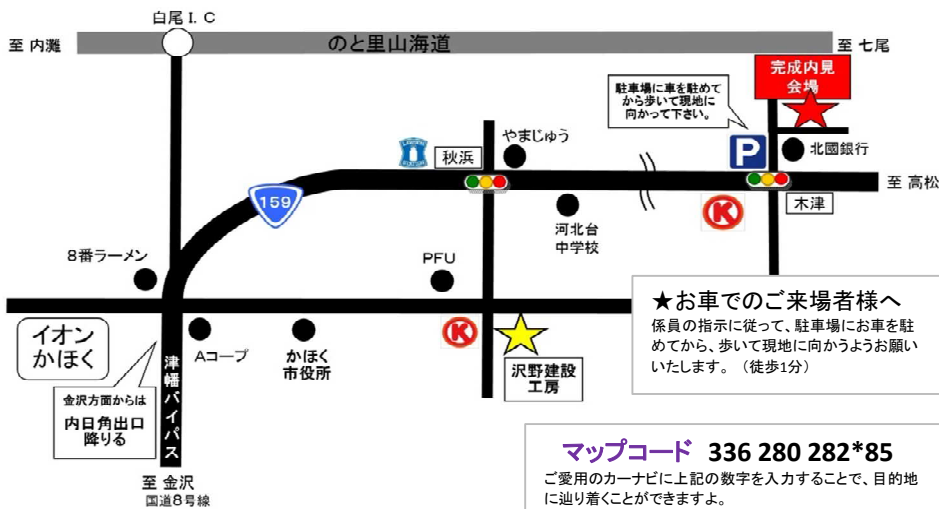 白尾I.C
至 内灘
のと里山海道
至 七尾
完成内見
会場
駐車場に車を駐めて
から歩いて現地に
向かって下さい。
やまじゅう
秋浜
P
北國銀行
至 高松
159
K
木津
河北台
中学校
8番ラーメン
PFU
イオン
かほく
Aコープ
かほく
市役所
K
沢野建設
工房
津幡バイパス
金沢方面からは
内日角出口
降りる
至 金沢
国道8号線
★お車でのご来場者様へ
係員の指示に従って、駐車場にお車を駐
めてから、歩いて現地に向かうようお願い
いたします。（徒歩1分）
マップコード 336 280 282*85
ご愛用のカーナビに上記の数字を入力することで、目的地
に辿り着くことができますよ。